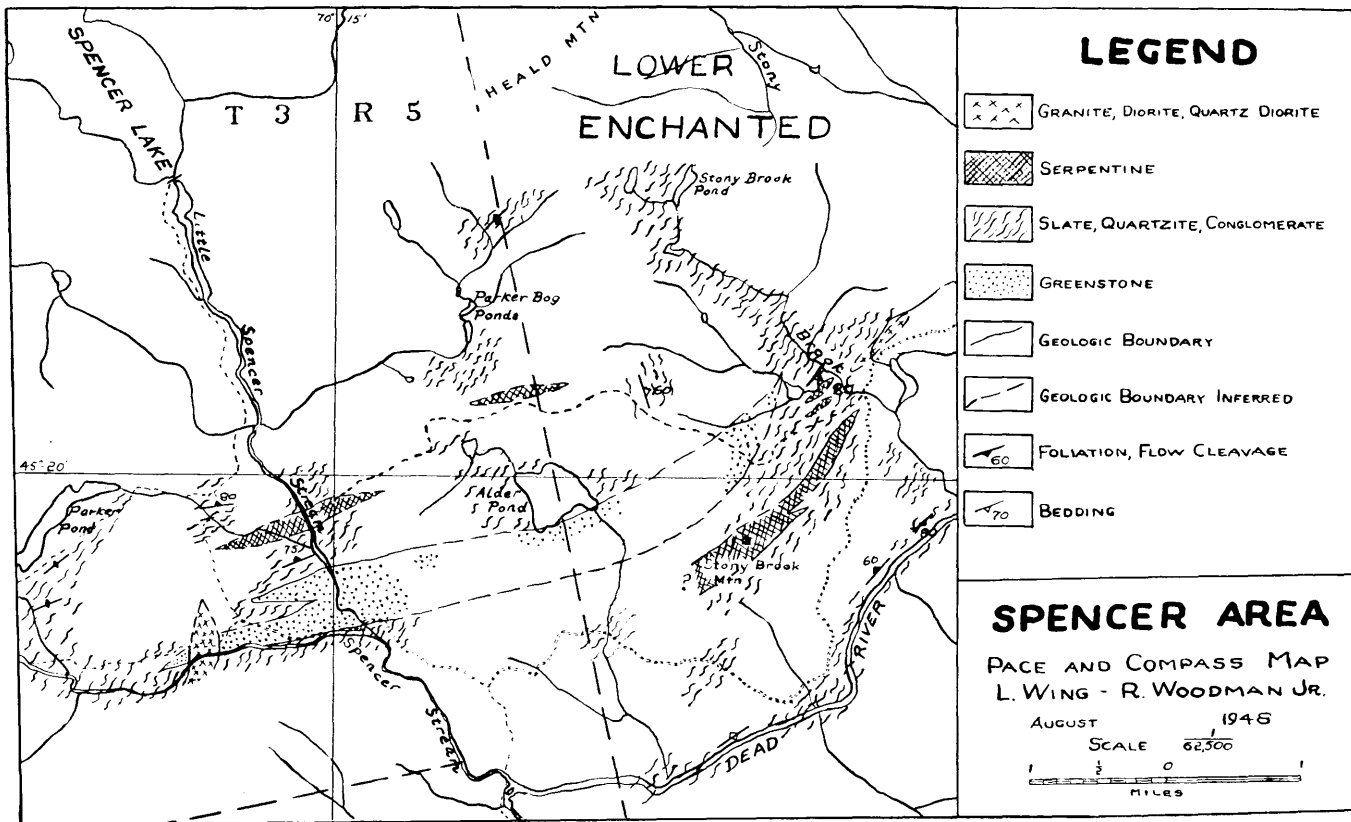 70° 15'
SPENCER LAKE
HEALD MTN
LOWER
Stony
T 3 R 5
ENCHANTED
Stony Brook
Pond
Little
Parker Bog
Ponds
Spencer
Brook
60
45° 20'
Parker
Pond
80
Stream
Alder
Pond
75
Stony Brook
Mtn
?
60
80
RIVER
Spencer
Stream
DEAD
LEGEND
GRANITE, DIORITE, QUARTZ DIORITE
SERPENTINE
SLATE, QUARTZITE, CONGLOMERATE
GREENSTONE
GEOLOGIC BOUNDARY
GEOLOGIC BOUNDARY INFERRED
60 FOLIATION, FLOW CLEAVAGE
70 BEDDING
SPENCER AREA
PACE AND COMPASS MAP
L. WING - R. WOODMAN JR.
AUGUST 1948
SCALE 1/62,500
1 ½ 0 1
MILES